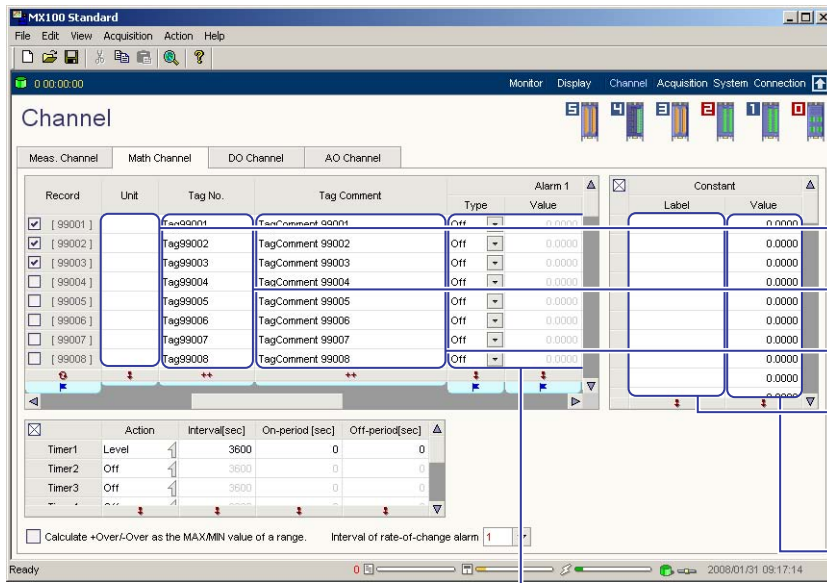 MX100 Standard
File Edit View Acquisition Action Help
0 00:00:00 Monitor Display Channel Acquisition System Connection
Channel
5 4 3 2 1 0
Meas. Channel Math Channel DO Channel AO Channel
Record Unit Tag No. Tag Comment Alarm 1
Type Value
[ 99001 ] Tag99001 TagComment 99001 Off 0.0000
[ 99002 ] Tag99002 TagComment 99002 Off 0.0000
[ 99003 ] Tag99003 TagComment 99003 Off 0.0000
[ 99004 ] Tag99004 TagComment 99004 Off 0.0000
[ 99005 ] Tag99005 TagComment 99005 Off 0.0000
[ 99006 ] Tag99006 TagComment 99006 Off 0.0000
[ 99007 ] Tag99007 TagComment 99007 Off 0.0000
[ 99008 ] Tag99008 TagComment 99008 Off 0.0000
Constant
Label Value
0.0000
0.0000
0.0000
0.0000
0.0000
0.0000
0.0000
0.0000
0.0000
Action Interval[sec] On-period [sec] Off-period[sec]
Timer1 Level 3600 0 0
Timer2 Off 3600 0 0
Timer3 Off 3600 0 0
Calculate +Over/-Over as the MAX/MIN value of a range. Interval of rate-of-change alarm 1
Ready 0 2008/01/31 09:17:14